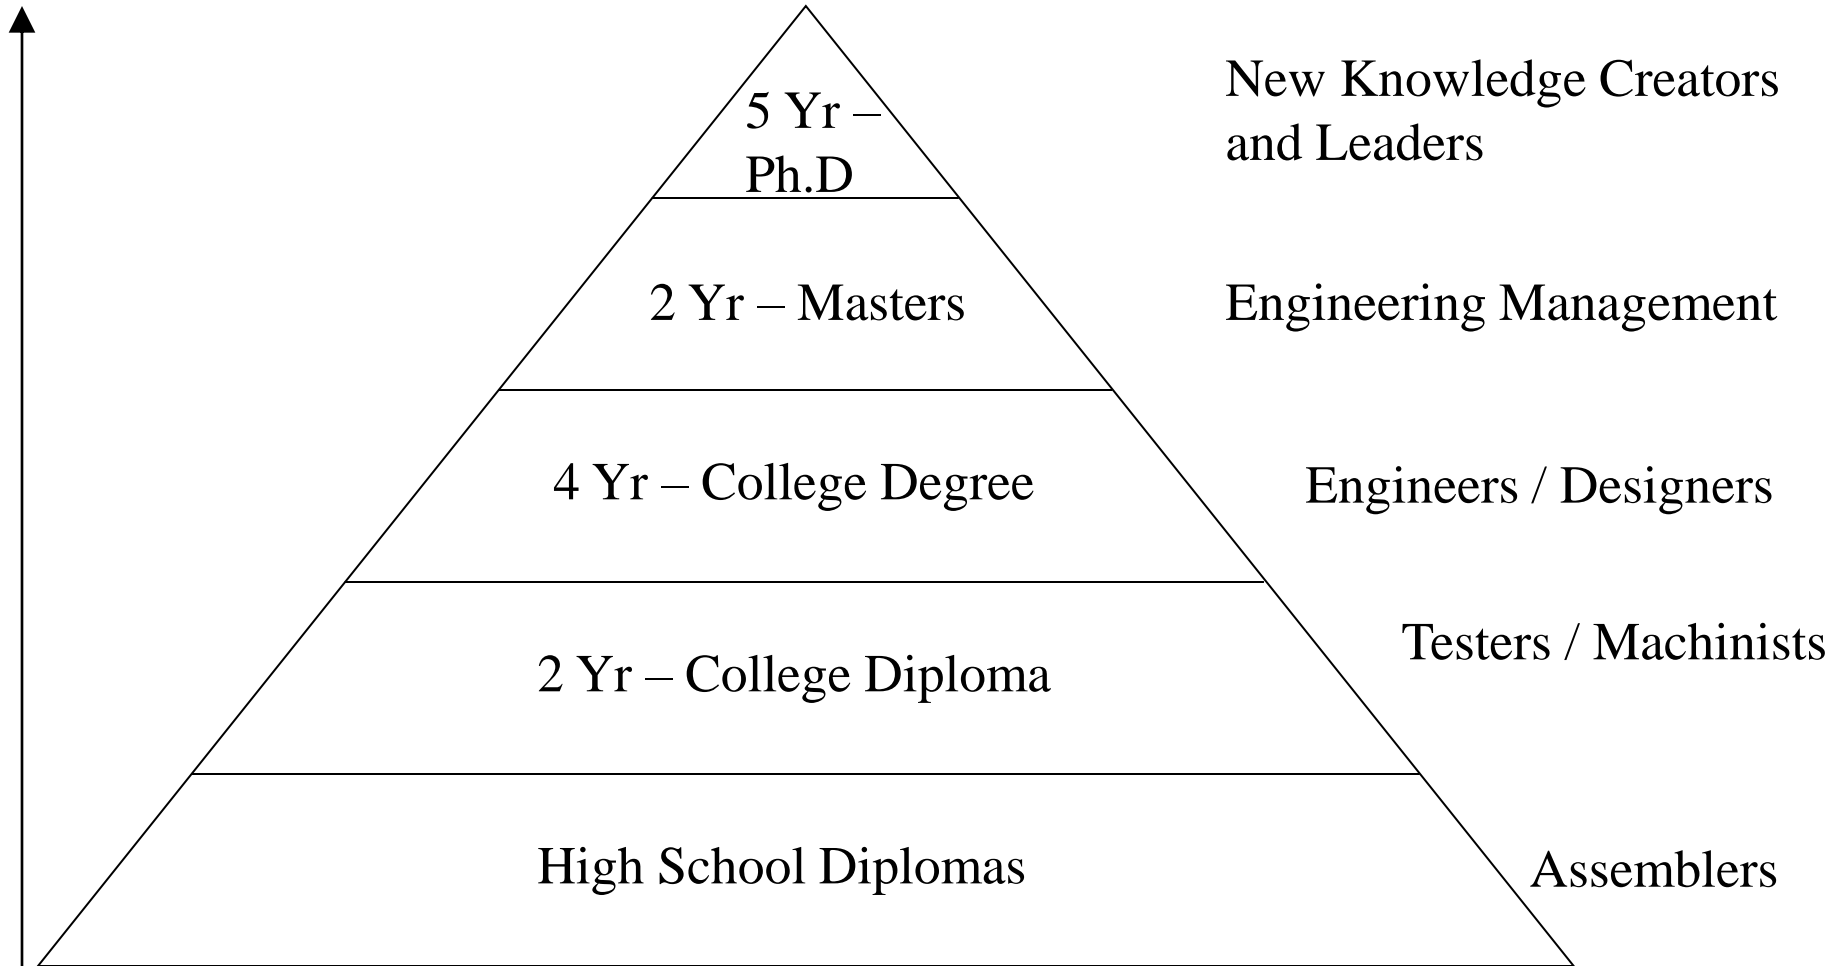 5 Yr –
Ph.D
New Knowledge Creators
and Leaders
2 Yr – Masters
Engineering Management
4 Yr – College Degree
Engineers / Designers
2 Yr – College Diploma
Testers / Machinists
High School Diplomas
Assemblers